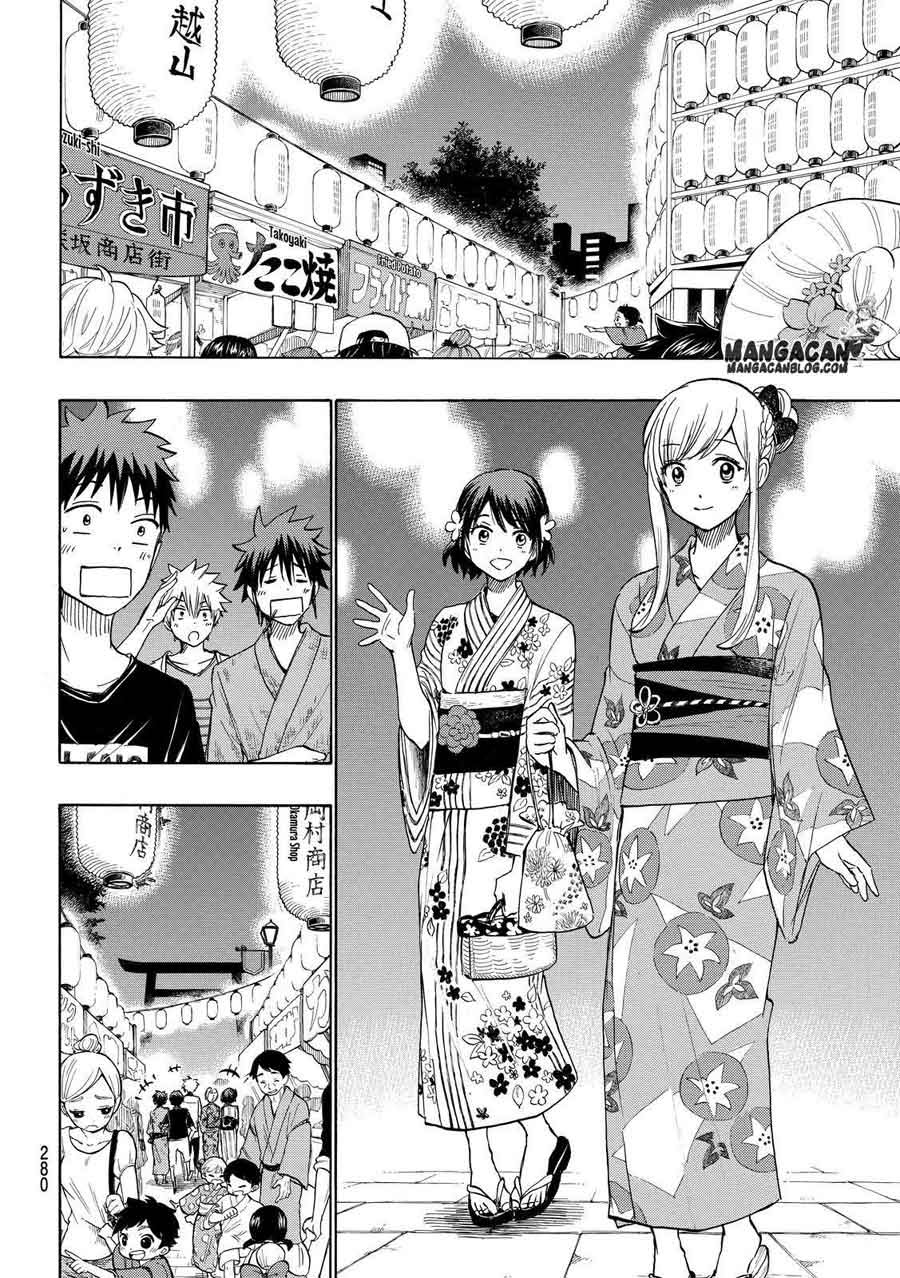 越山
zuki-shi
ずき市
坂商店街
Takoyaki
たこ焼
Fried Potato
フライド
MANGACAN
MANGACANBLOG.COM
商店
岡村商店
Okamura Shop
280